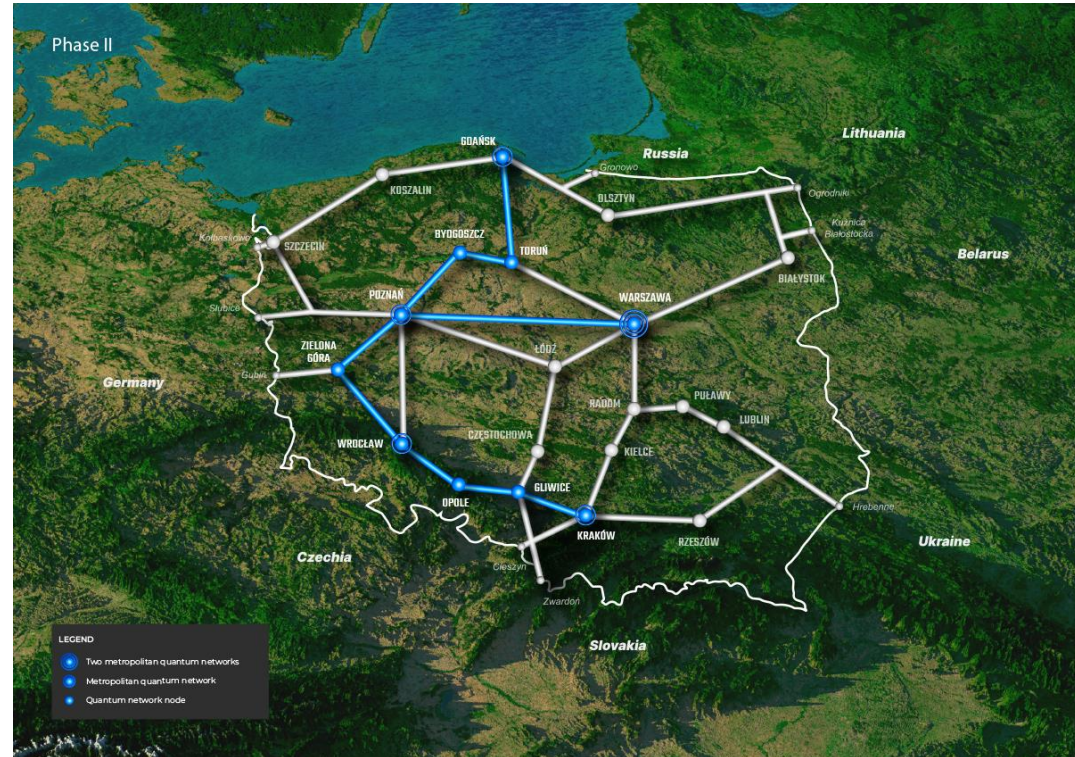 Phase II
GDAŃSK
Lithuania
Russia
Gronowo
KOSZALIN
OLSZTYN
Ogrodniki
Kuźnica
Białostocka
Kołbaskowo
SZCZECIN
BYDGOSZCZ
TORUŃ
Belarus
BIAŁYSTOK
POZNAŃ
WARSZAWA
Słubice
ZIELONA
GÓRA
ŁÓDŹ
Gubin
Germany
RADOM
PUŁAWY
LUBLIN
WROCŁAW
CZĘSTOCHOWA
KIELCE
OPOLE
GLIWICE
Hrebenne
KRAKÓW
RZESZÓW
Ukraine
Czechia
Cieszyn
Zwardoń
Slovakia
LEGEND
Two metropolitan quantum networks
Metropolitan quantum network
Quantum network node